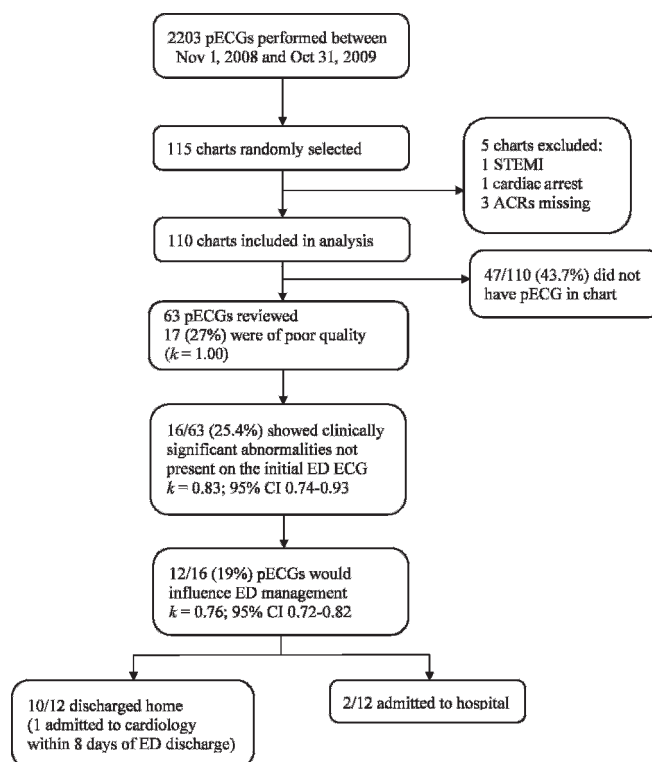 2203 pECGs performed between
Nov 1, 2008 and Oct 31, 2009
115 charts randomly selected
5 charts excluded:
1 STEMI
1 cardiac arrest
3 ACRs missing
110 charts included in analysis
47/110 (43.7%) did not
have pECG in chart
63 pECGs reviewed
17 (27%) were of poor quality
(k = 1.00)
16/63 (25.4%) showed clinically
significant abnormalities not
present on the initial ED ECG
k = 0.83; 95% CI 0.74-0.93
12/16 (19%) pECGs would
influence ED management
k = 0.76; 95% CI 0.72-0.82
10/12 discharged home
(1 admitted to cardiology
within 8 days of ED discharge)
2/12 admitted to hospital